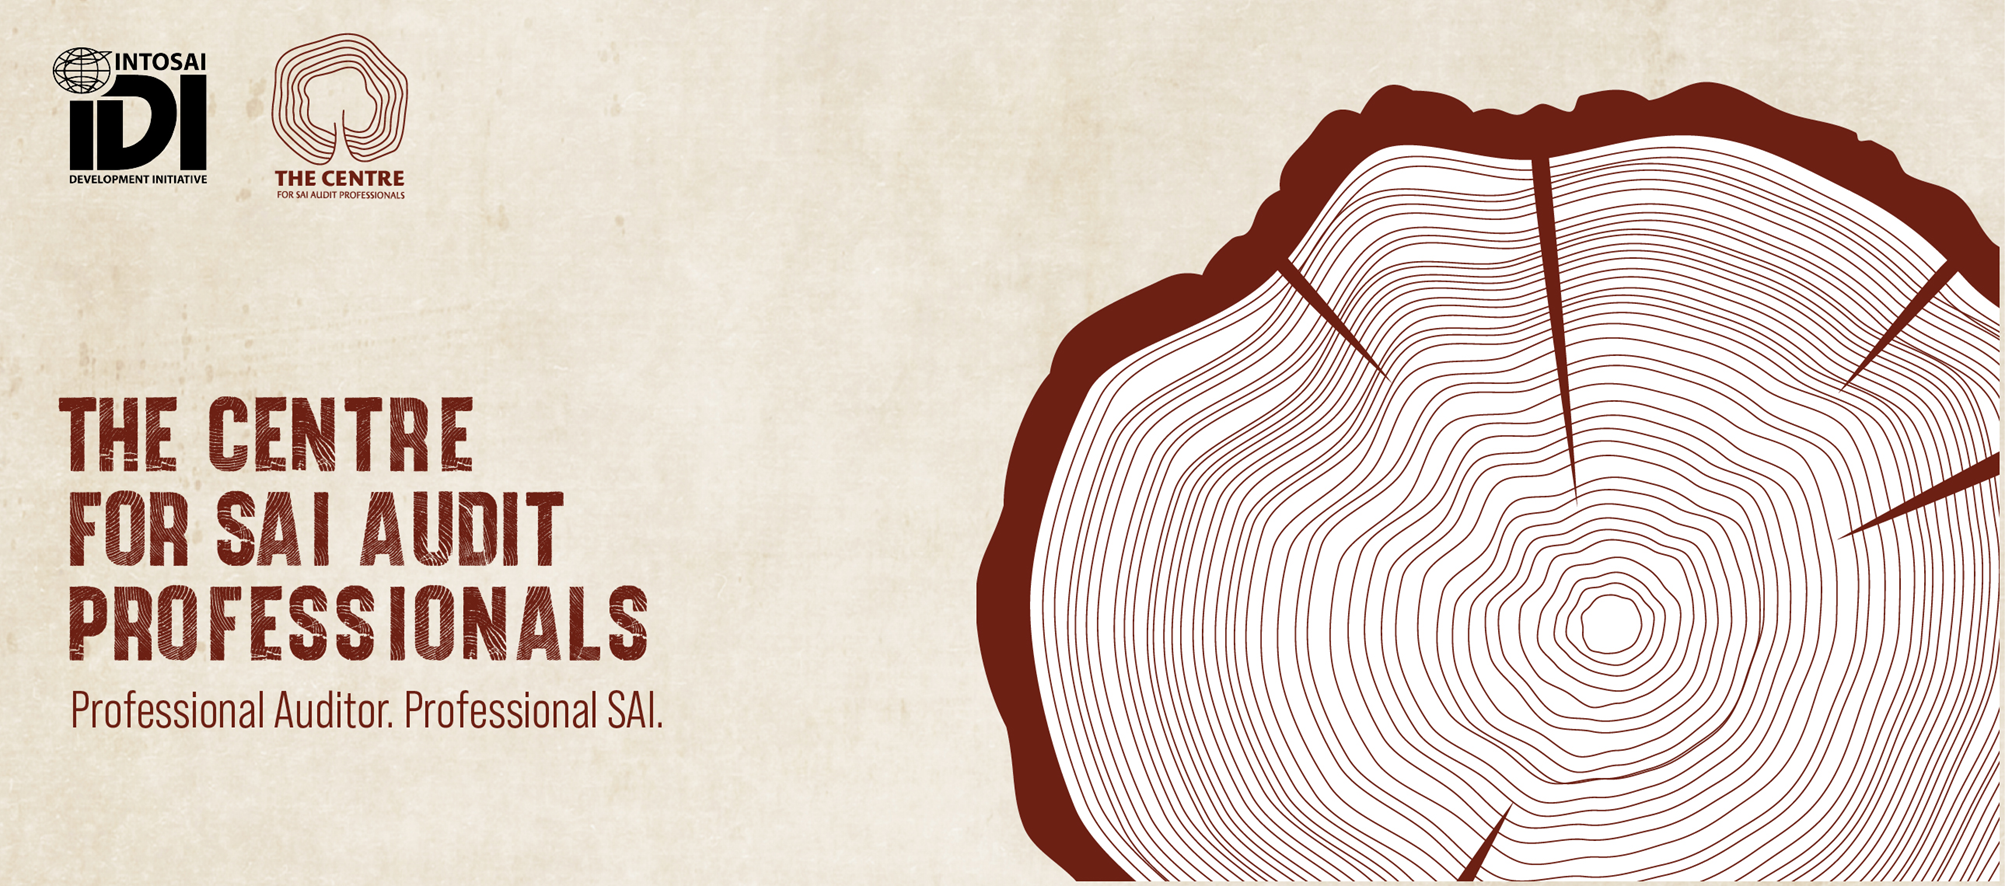 INTOSAI
IDI
DEVELOPMENT INITIATIVE
THE CENTRE
FOR SAI AUDIT PROFESSIONALS
THE CENTRE
FOR SAI AUDIT
PROFESSIONALS
Professional Auditor. Professional SAI.